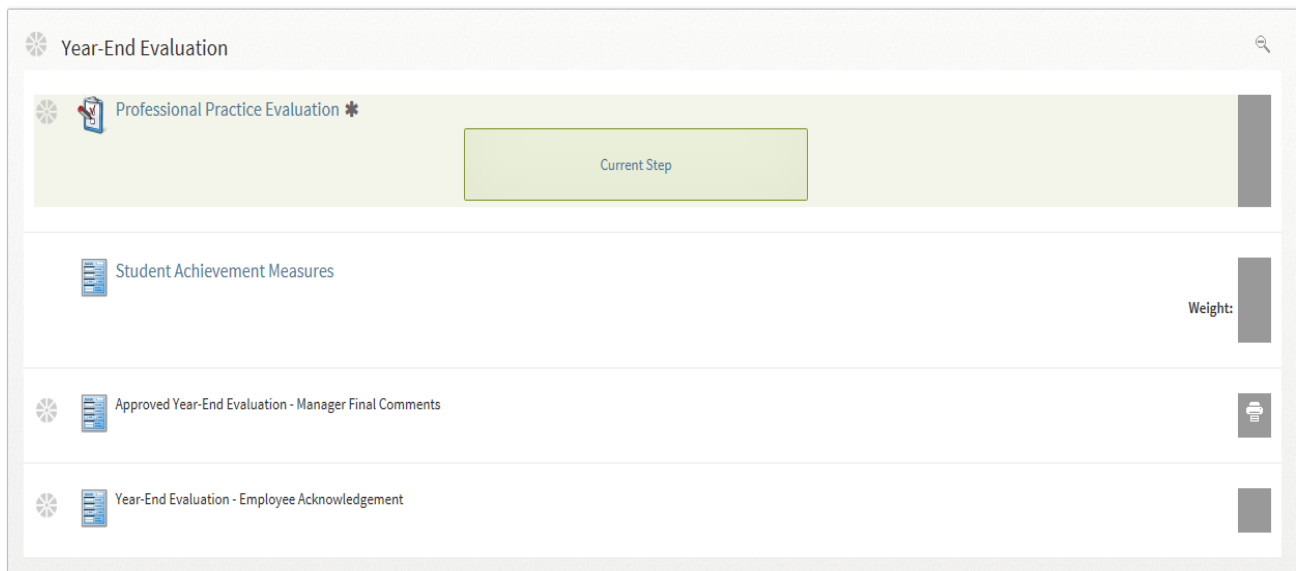 Year-End Evaluation
Professional Practice Evaluation ✱
Current Step
Student Achievement Measures
Weight:
Approved Year-End Evaluation - Manager Final Comments
Year-End Evaluation - Employee Acknowledgement